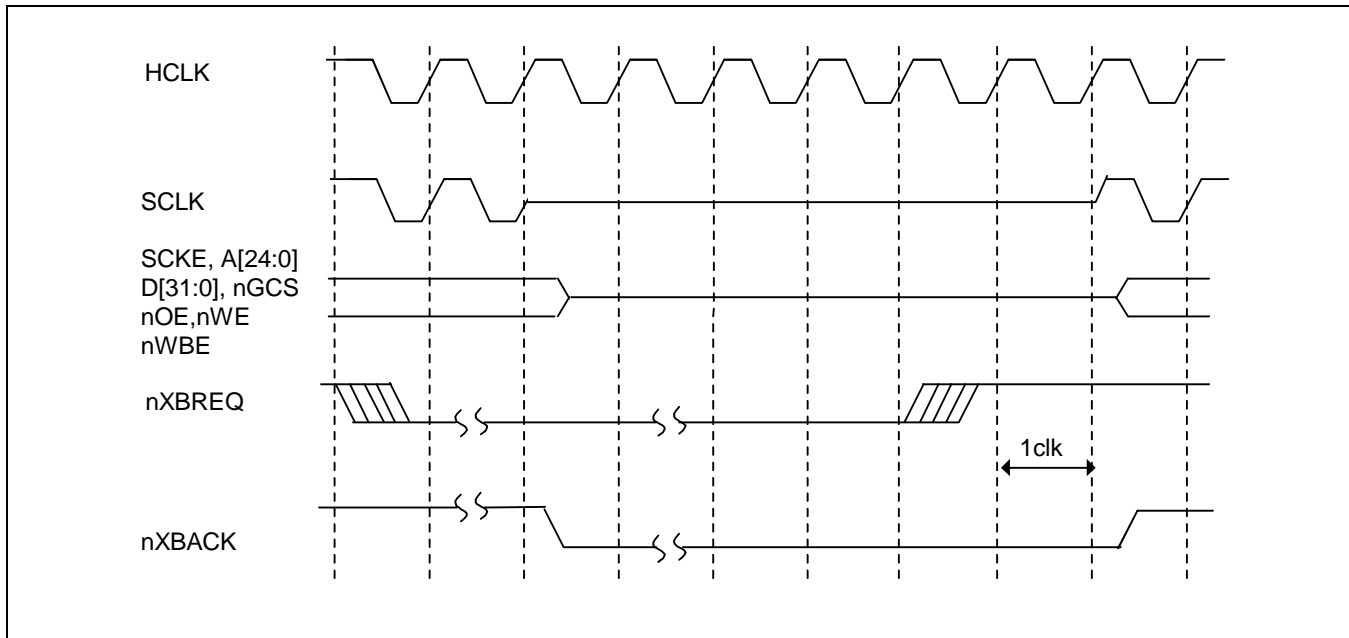 HCLK
SCLK
SCKE, A[24:0]
D[31:0], nGCS
nOE,nWE
nWBE
nXBREQ
1clk
nXBACK